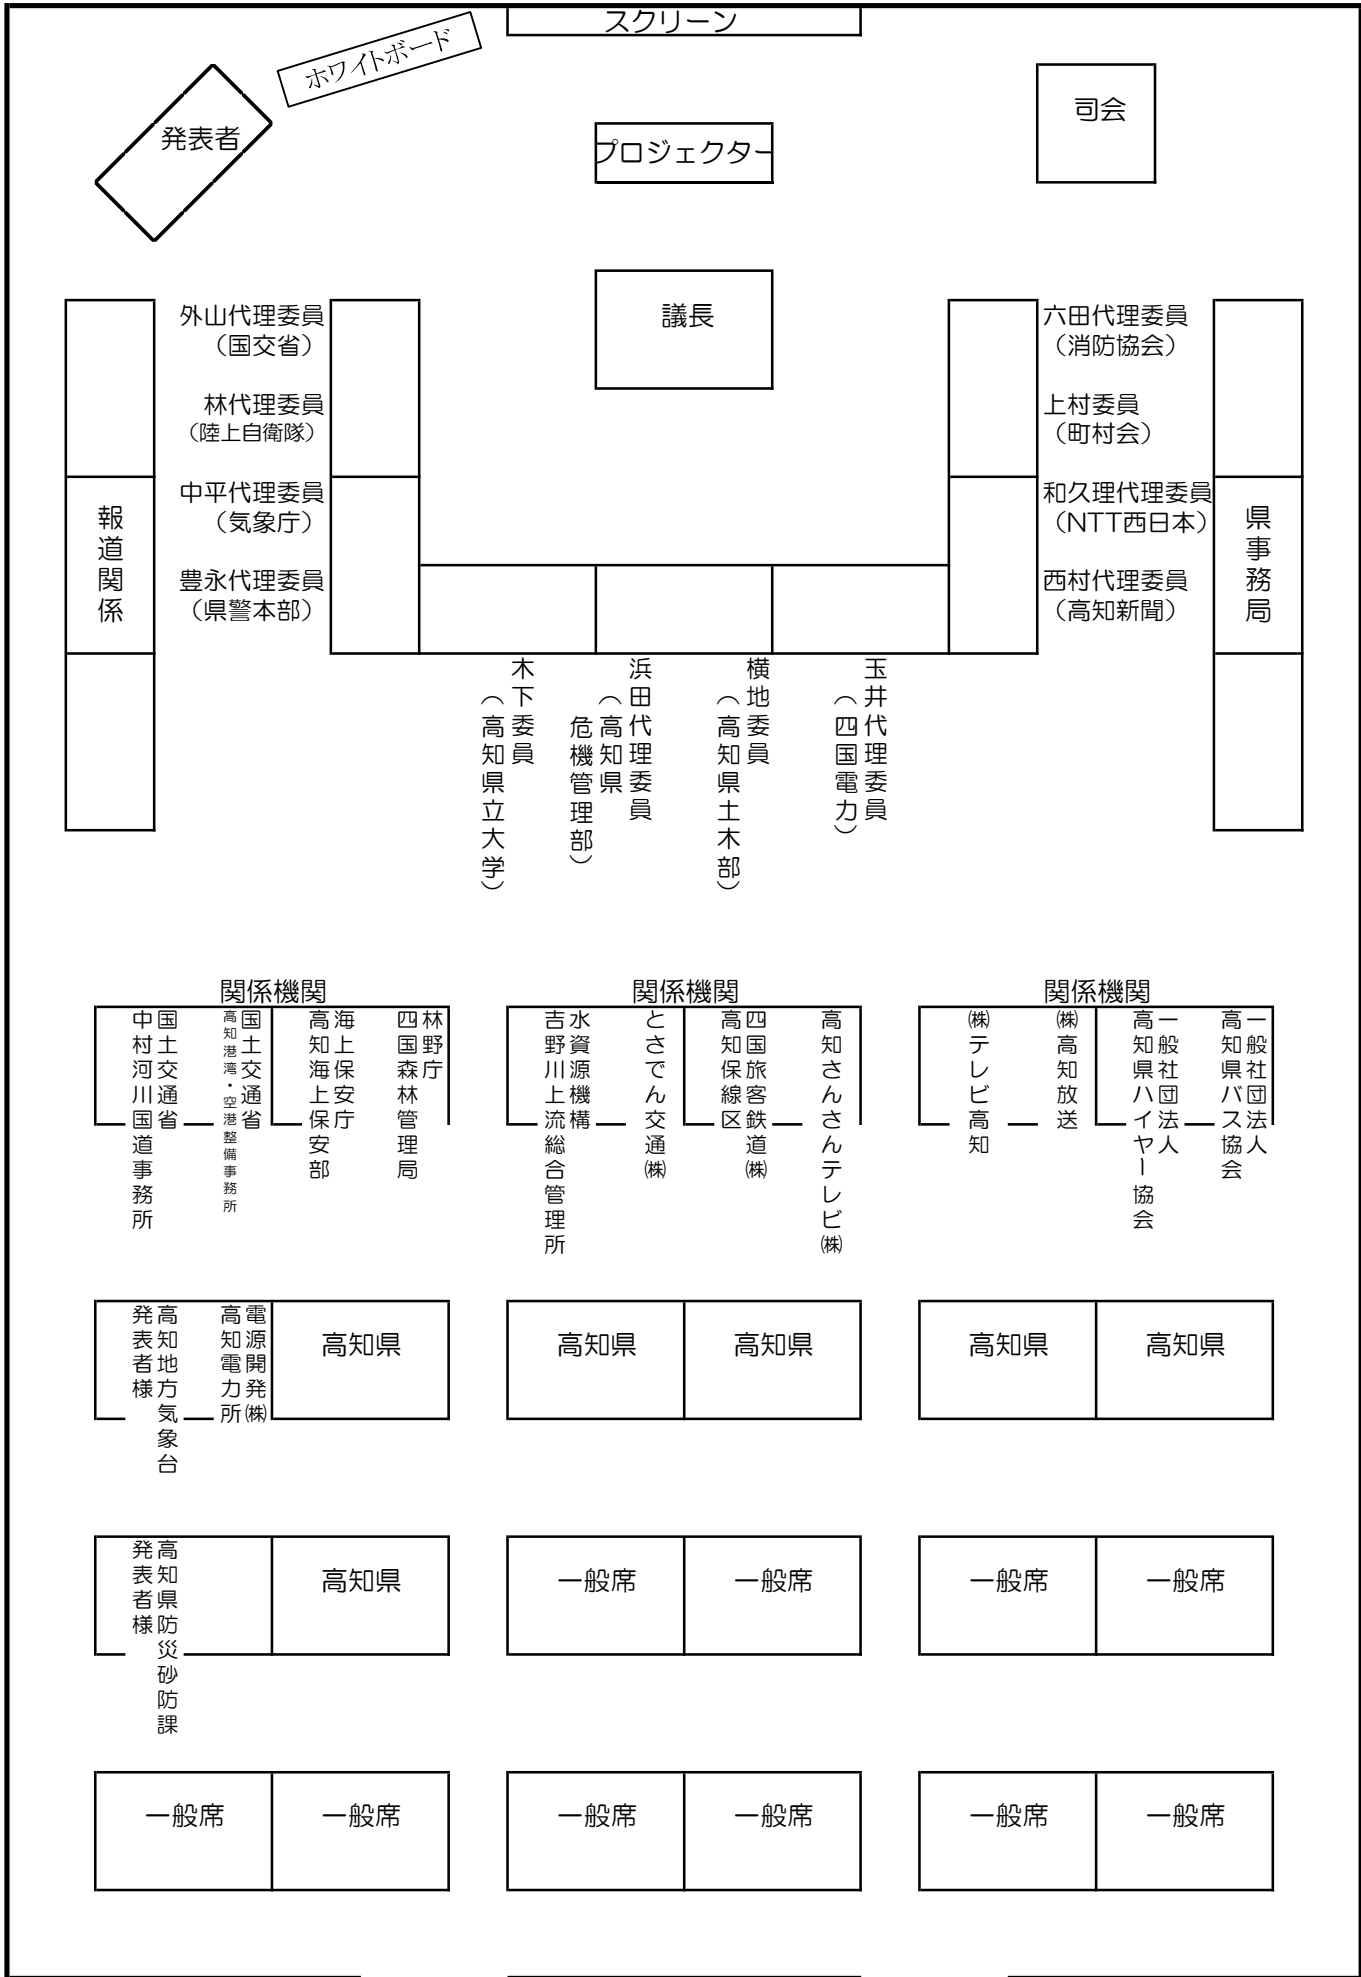 スクリーン
ホワイトボード
発表者
プロジェクター
司会
議長
外山代理委員
（国交省）
林代理委員
（陸上自衛隊）
中平代理委員
（気象庁）
豊永代理委員
（県警本部）
六田代理委員
（消防協会）
上村委員
（町村会）
和久理代理委員
（NTT西日本）
西村代理委員
（高知新聞）
報道関係
県事務局
木下委員
（高知県立大学）
浜田代理委員
（高知県
危機管理部）
横地委員
（高知県土木部）
玉井代理委員
（四国電力）
関係機関
国土交通省
中村河川国道事務所
国土交通省
高知港湾・空港整備事務所
海上保安庁
高知海上保安部
林野庁
四国森林管理局
関係機関
水資源機構
吉野川上流総合管理所
とさでん交通㈱
四国旅客鉄道㈱
高知保線区
高知さんさんテレビ㈱
関係機関
㈱テレビ高知
㈱高知放送
一般社団法人
高知県ハイヤー協会
一般社団法人
高知県バス協会
高知地方気象台
発表者様
電源開発㈱
高知電力所
高知県
高知県
高知県
高知県
高知県
高知県防災砂防課
発表者様
高知県
一般席
一般席
一般席
一般席
一般席
一般席
一般席
一般席
一般席
一般席